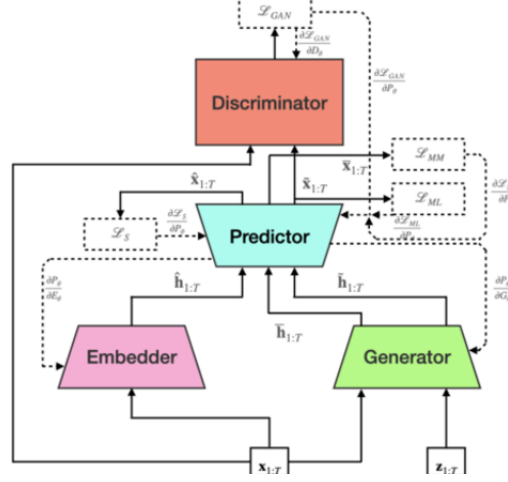 ℒ_GAN
∂ℒ_GAN/∂D_θ
∂ℒ_GAN/∂P_θ
Discriminator
x̄_1:T
ℒ_MM
x̂_1:T
x̃_1:T
ℒ_ML
ℒ_S
∂ℒ_S/∂P_θ
∂ℒ_ML/∂P_θ
Predictor
∂P_θ/∂E_θ
ĥ_1:T
h̃_1:T
h̄_1:T
Embedder
Generator
x_1:T
z_1:T